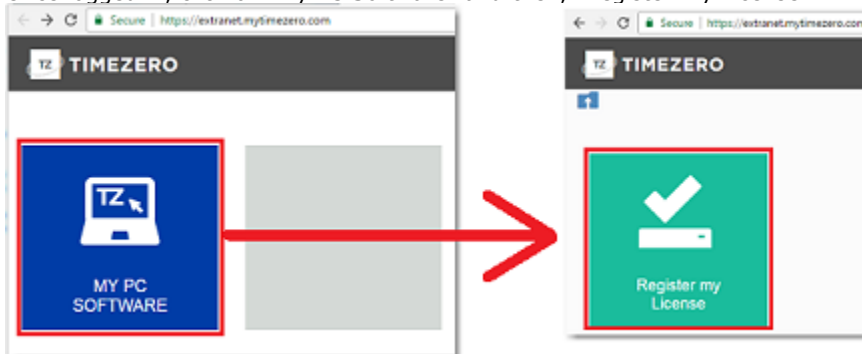 Secure | https://extranet.mytimezero.com
TZ TIMEZERO
TZ
MY PC
SOFTWARE
Secure | https://extranet.mytimezero.com
TZ TIMEZERO
Register my
License